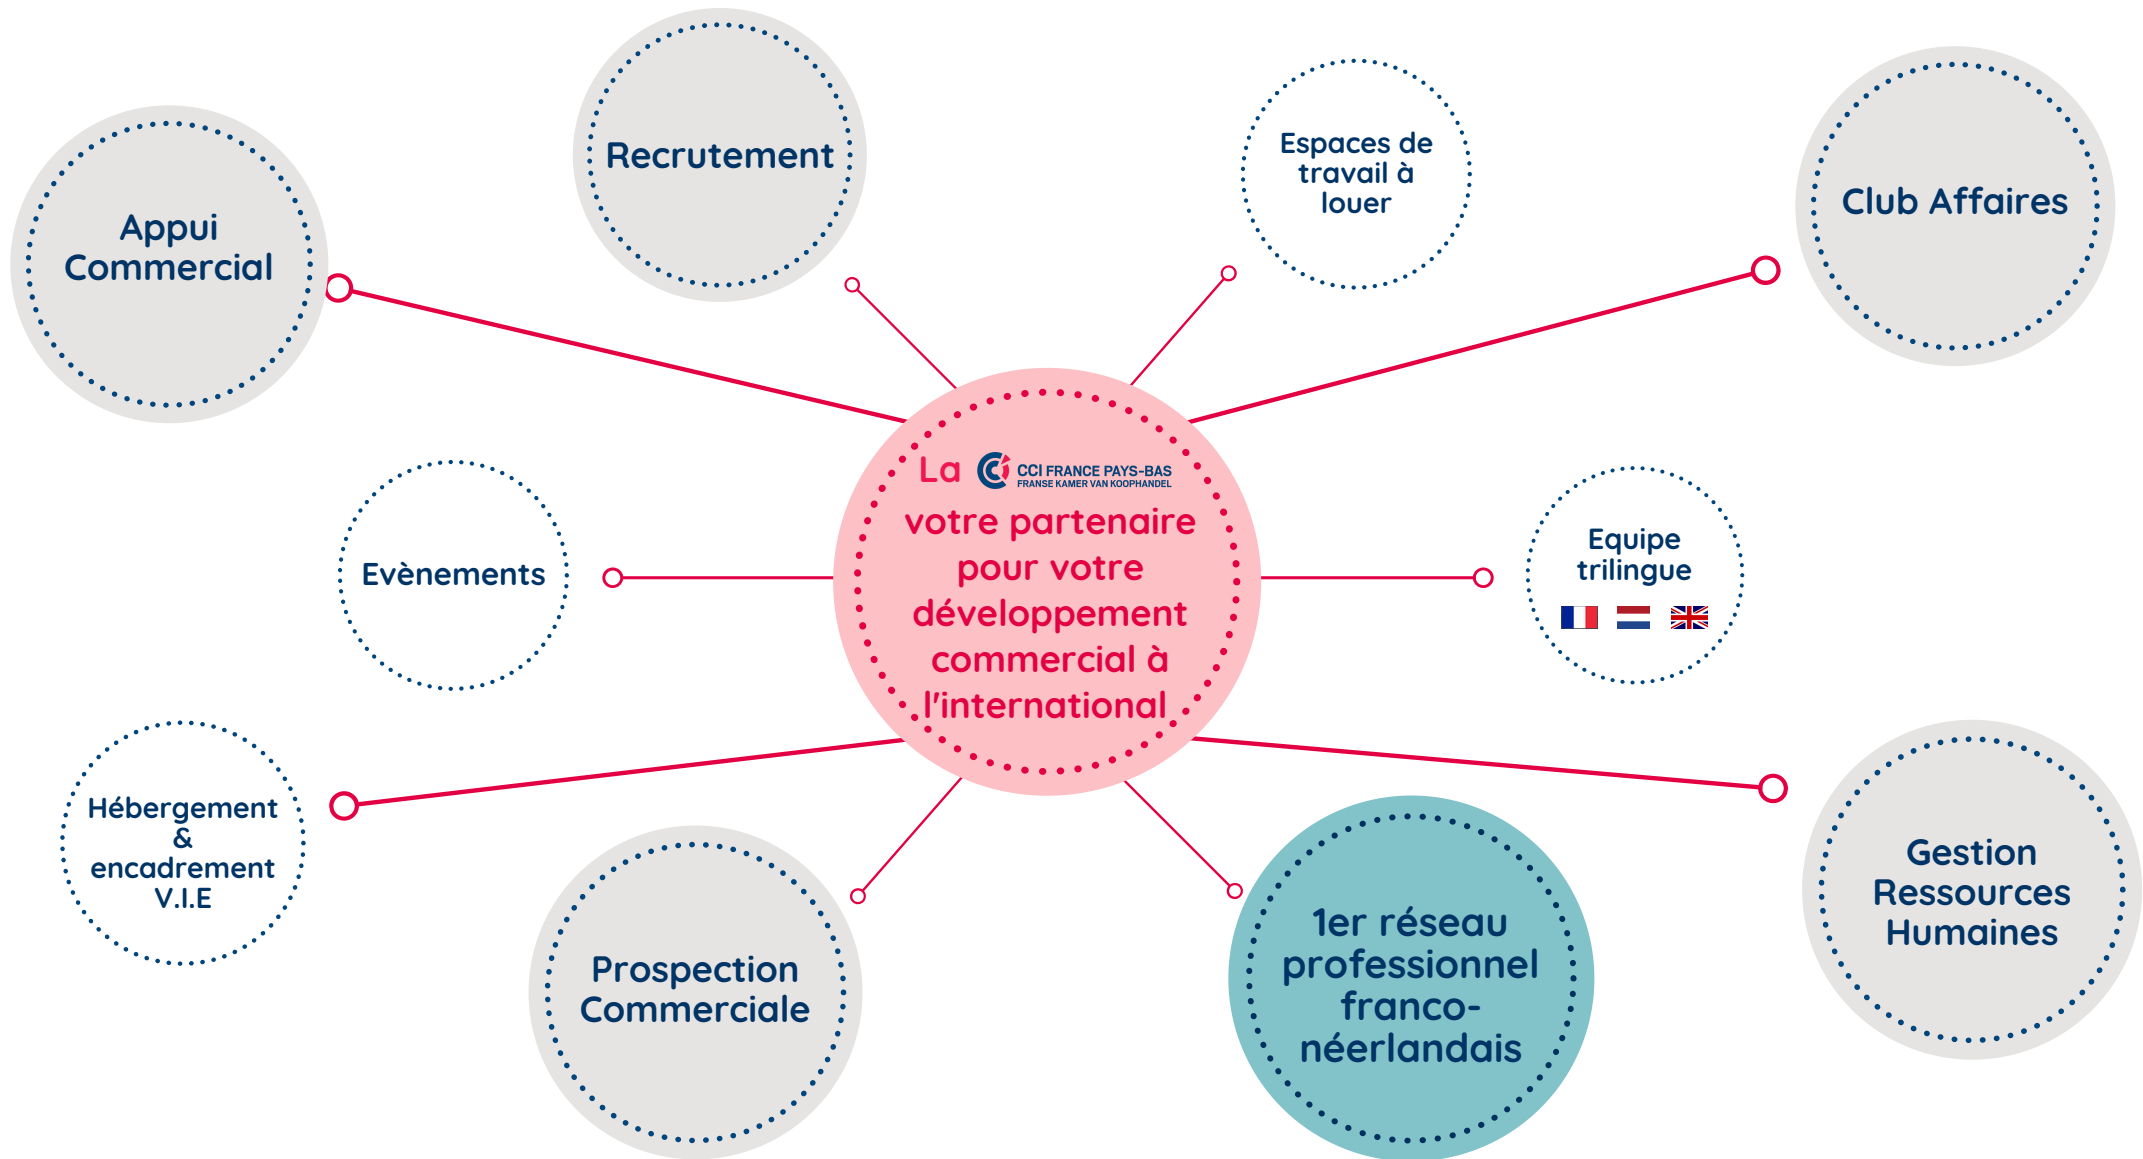 Recrutement
Espaces de
travail à
louer
Club Affaires
Appui
Commercial
La
CCI FRANCE PAYS-BAS
FRANSE KAMER VAN KOOPHANDEL
votre partenaire
pour votre
développement
commercial à
l'international
Evènements
Equipe
trilingue
Hébergement
&
encadrement
V.I.E
Prospection
Commerciale
1er réseau
professionnel
franco-
néerlandais
Gestion
Ressources
Humaines